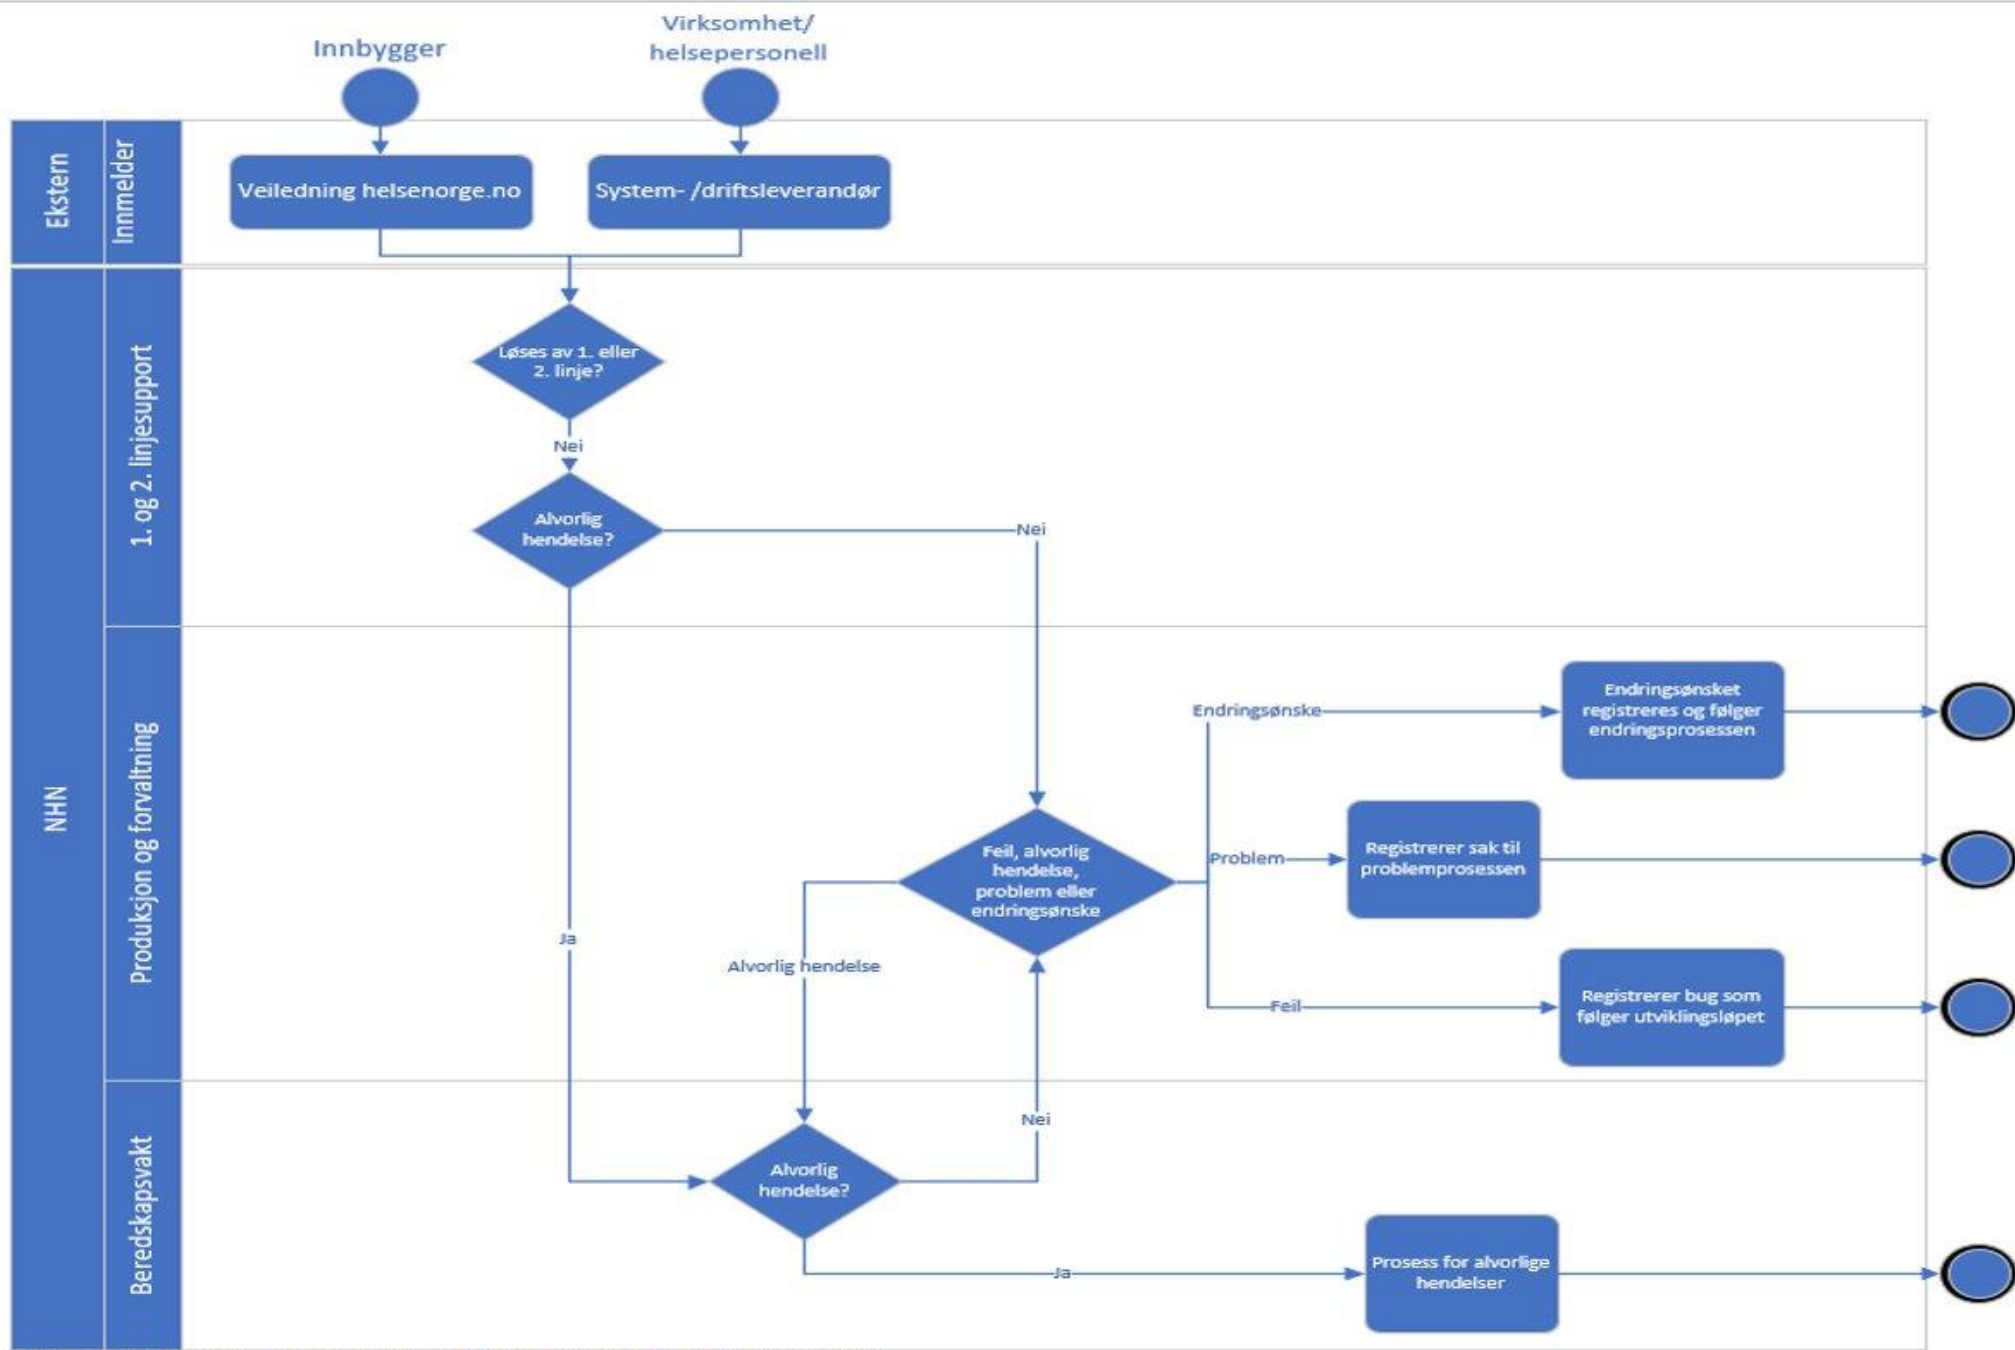 Innbygger
Virksomhet/
helsepersonell
Ekstern
Innmelder
Veiledning helsenorge.no
System- /driftsleverandør
NHN
1. og 2. linjesupport
Løses av 1. eller
2. linje?
Nei
Alvorlig
hendelse?
Nei
Produksjon og forvaltning
Endringsønske
Endringsønsket
registreres og følger
endringsprosessen
Problem
Registrerer sak til
problemprosessen
Feil, alvorlig
hendelse,
problem eller
endringsønske
Ja
Alvorlig hendelse
Feil
Registrerer bug som
følger utviklingsløpet
Beredskapsvakt
Nei
Alvorlig
hendelse?
Ja
Prosess for alvorlige
hendelser